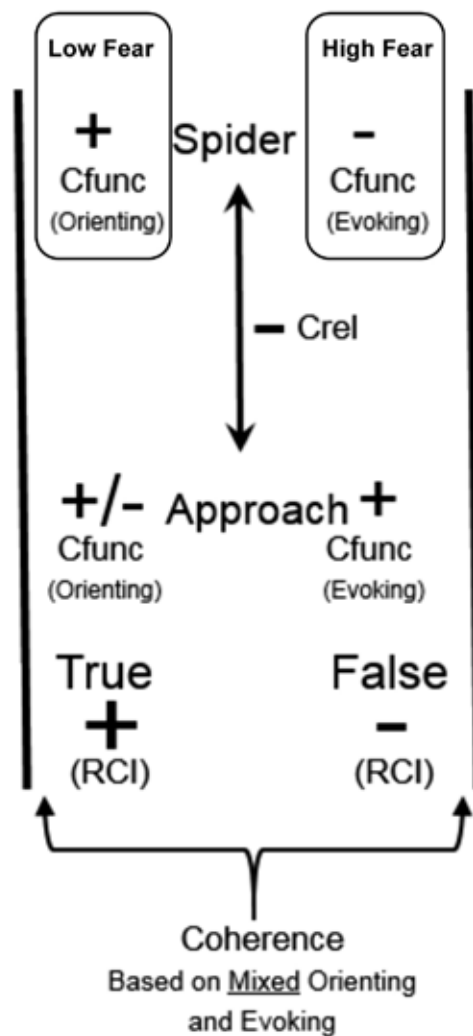 Low Fear High Fear
+ Spider -
Cfunc Cfunc
(Orienting) (Evoking)
- Crel
+/- Approach +
Cfunc Cfunc
(Orienting) (Evoking)
True False
+ -
(RCI) (RCI)
Coherence
Based on Mixed Orienting
and Evoking